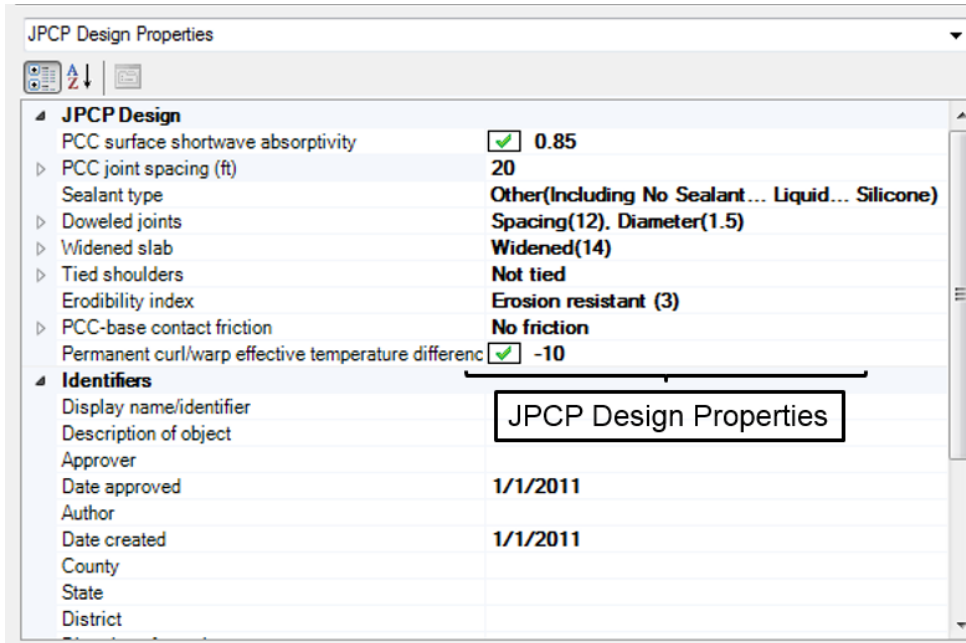 JPCP Design Properties
JPCP Design
PCC surface shortwave absorptivity 0.85
PCC joint spacing (ft) 20
Sealant type Other(Including No Sealant... Liquid... Silicone)
Doweled joints Spacing(12), Diameter(1.5)
Widened slab Widened(14)
Tied shoulders Not tied
Erodibility index Erosion resistant (3)
PCC-base contact friction No friction
Permanent curl/warp effective temperature differenc -10
Identifiers
Display name/identifier
JPCP Design Properties
Description of object
Approver
Date approved 1/1/2011
Author
Date created 1/1/2011
County
State
District